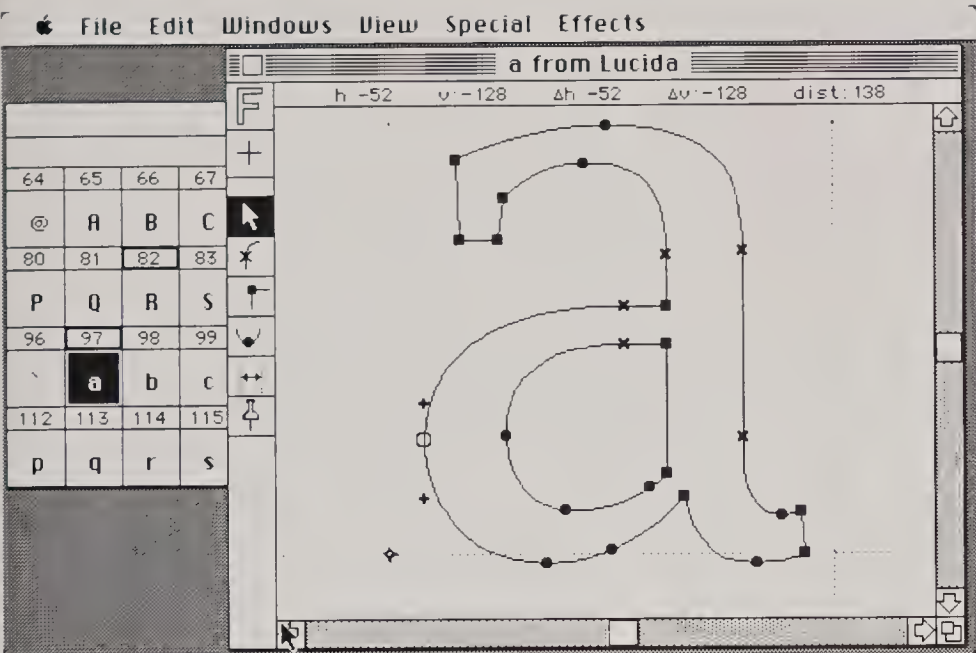 File Edit Windows View Special Effects
a from Lucida
h -52 v:-128 Δh -52 Δv:-128 dist:138
F
64 65 66 67
@ A B C
80 81 82 83
P Q R S
96 97 98 99
` a b c
112 113 114 115
p q r s